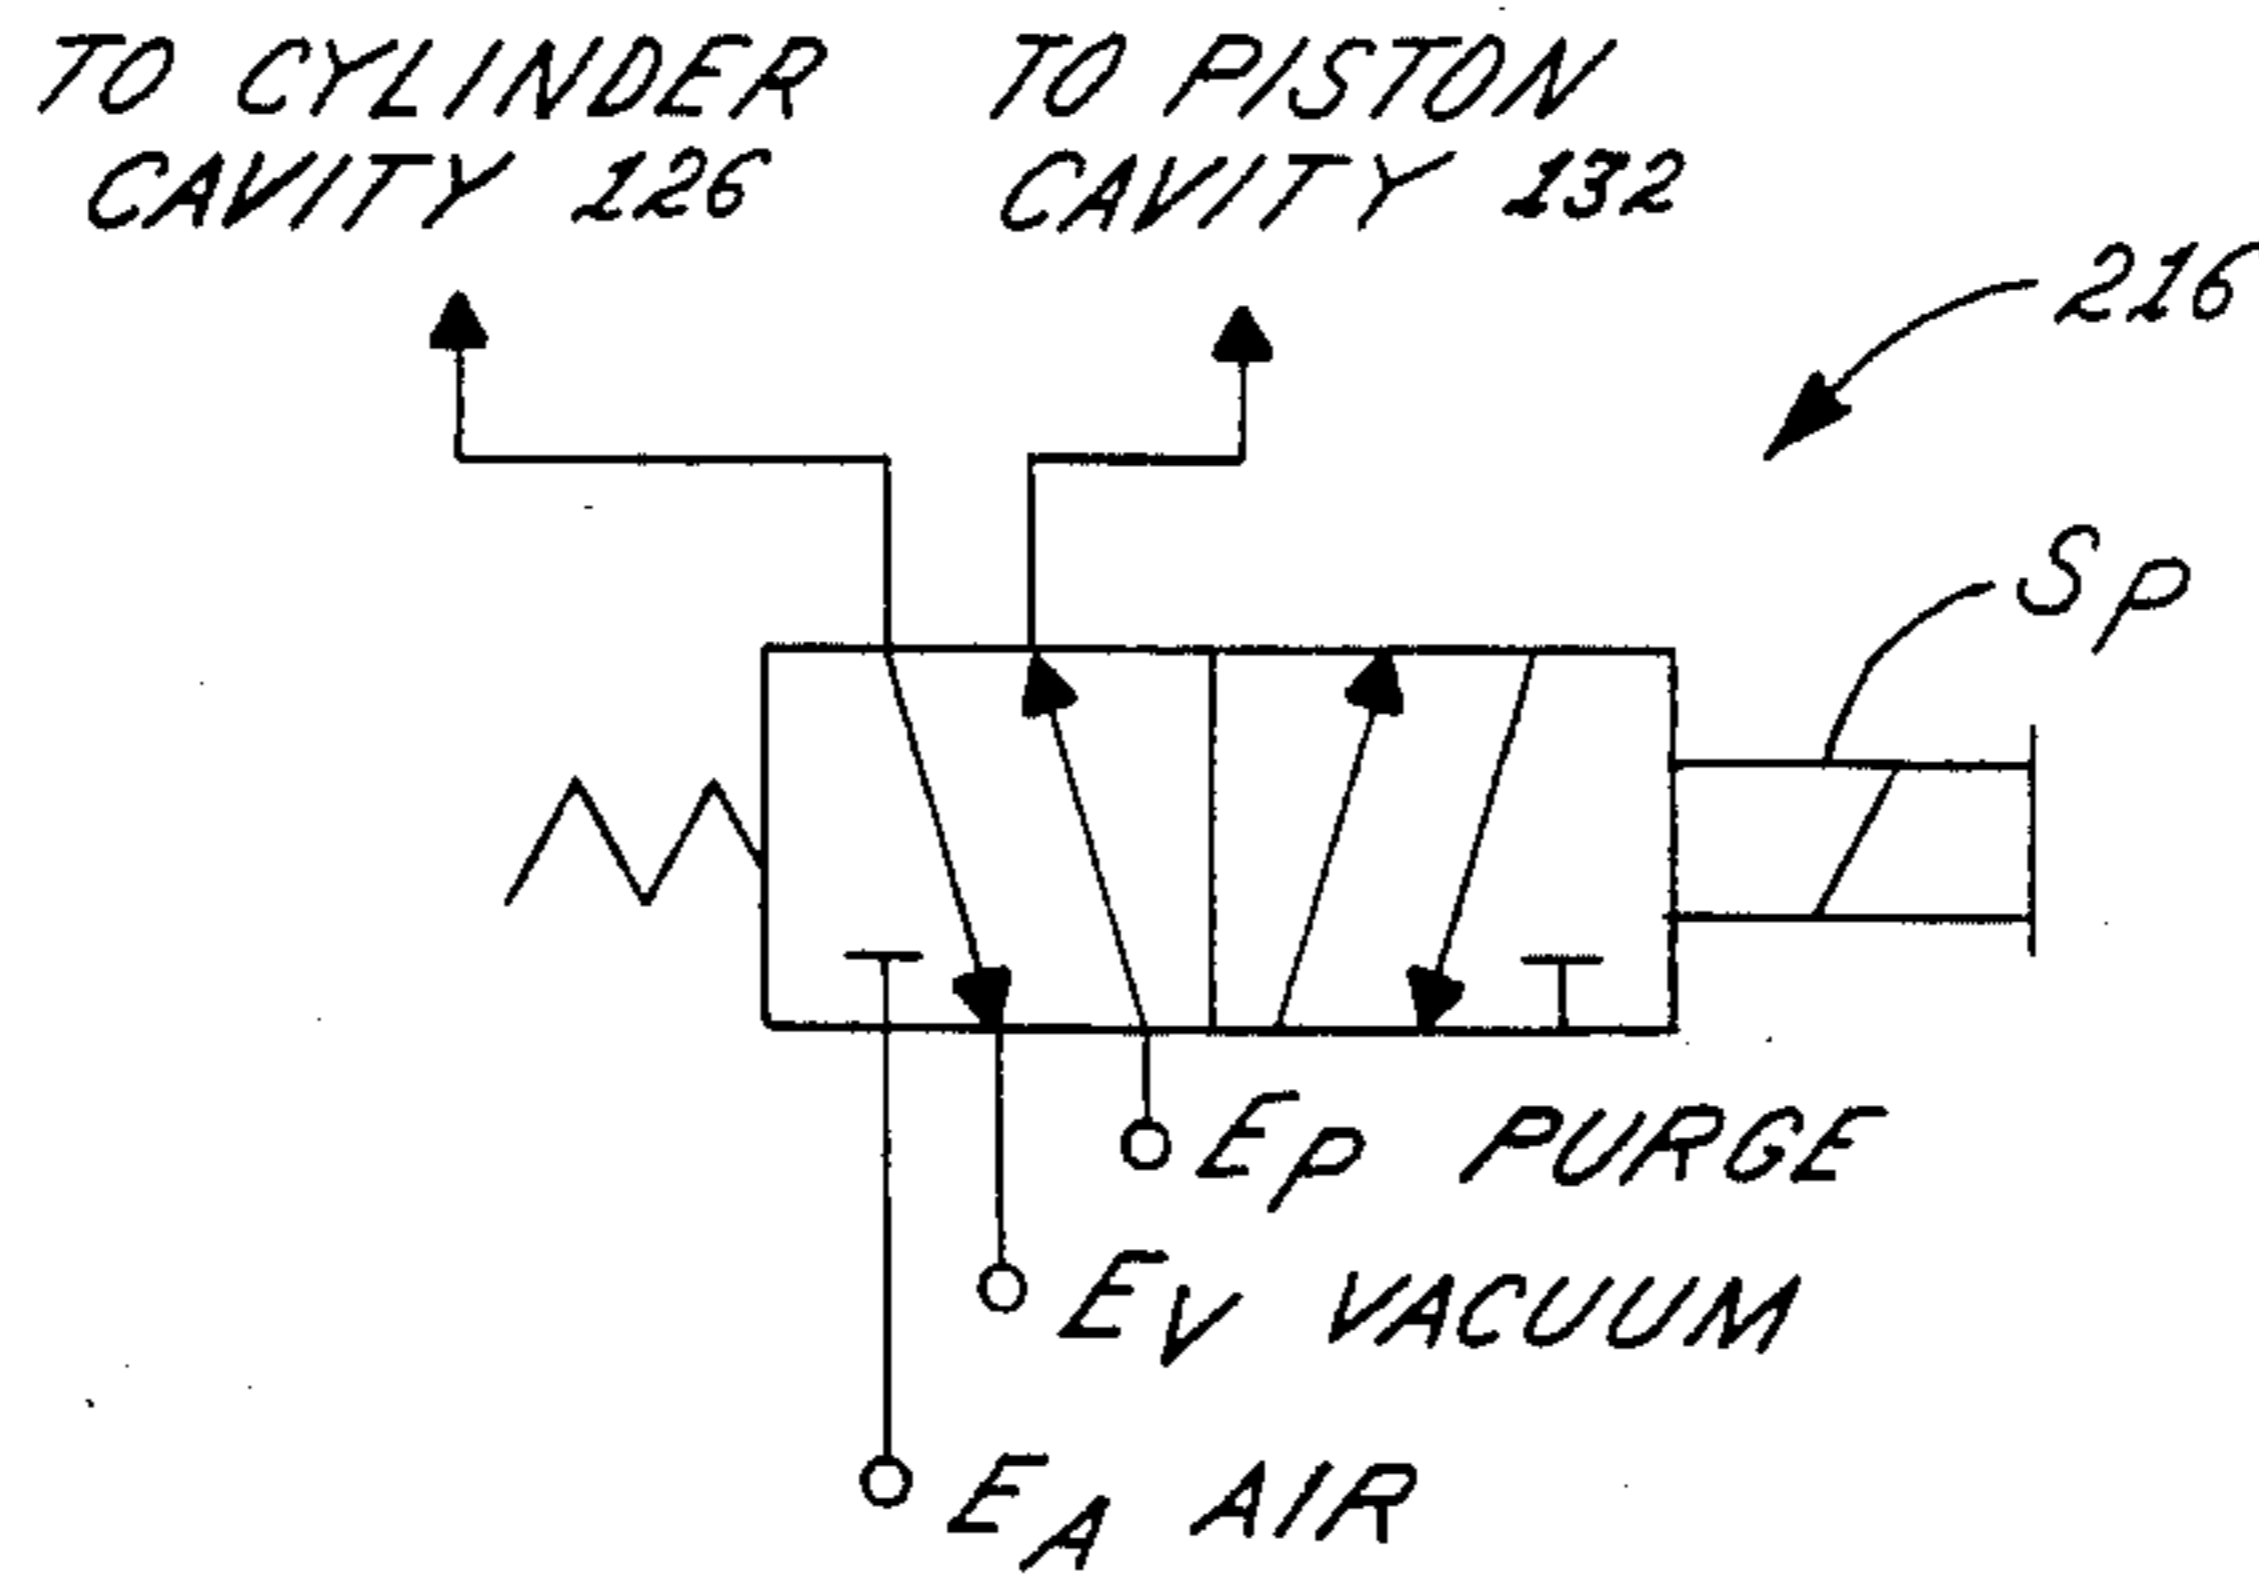 TO CYLINDER
CAVITY 126
TO PISTON
CAVITY 132
216
SP
EP PURGE
EV VACUUM
EA AIR